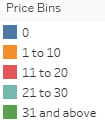 Price Bins
0
1 to 10
11 to 20
21 to 30
31 and above